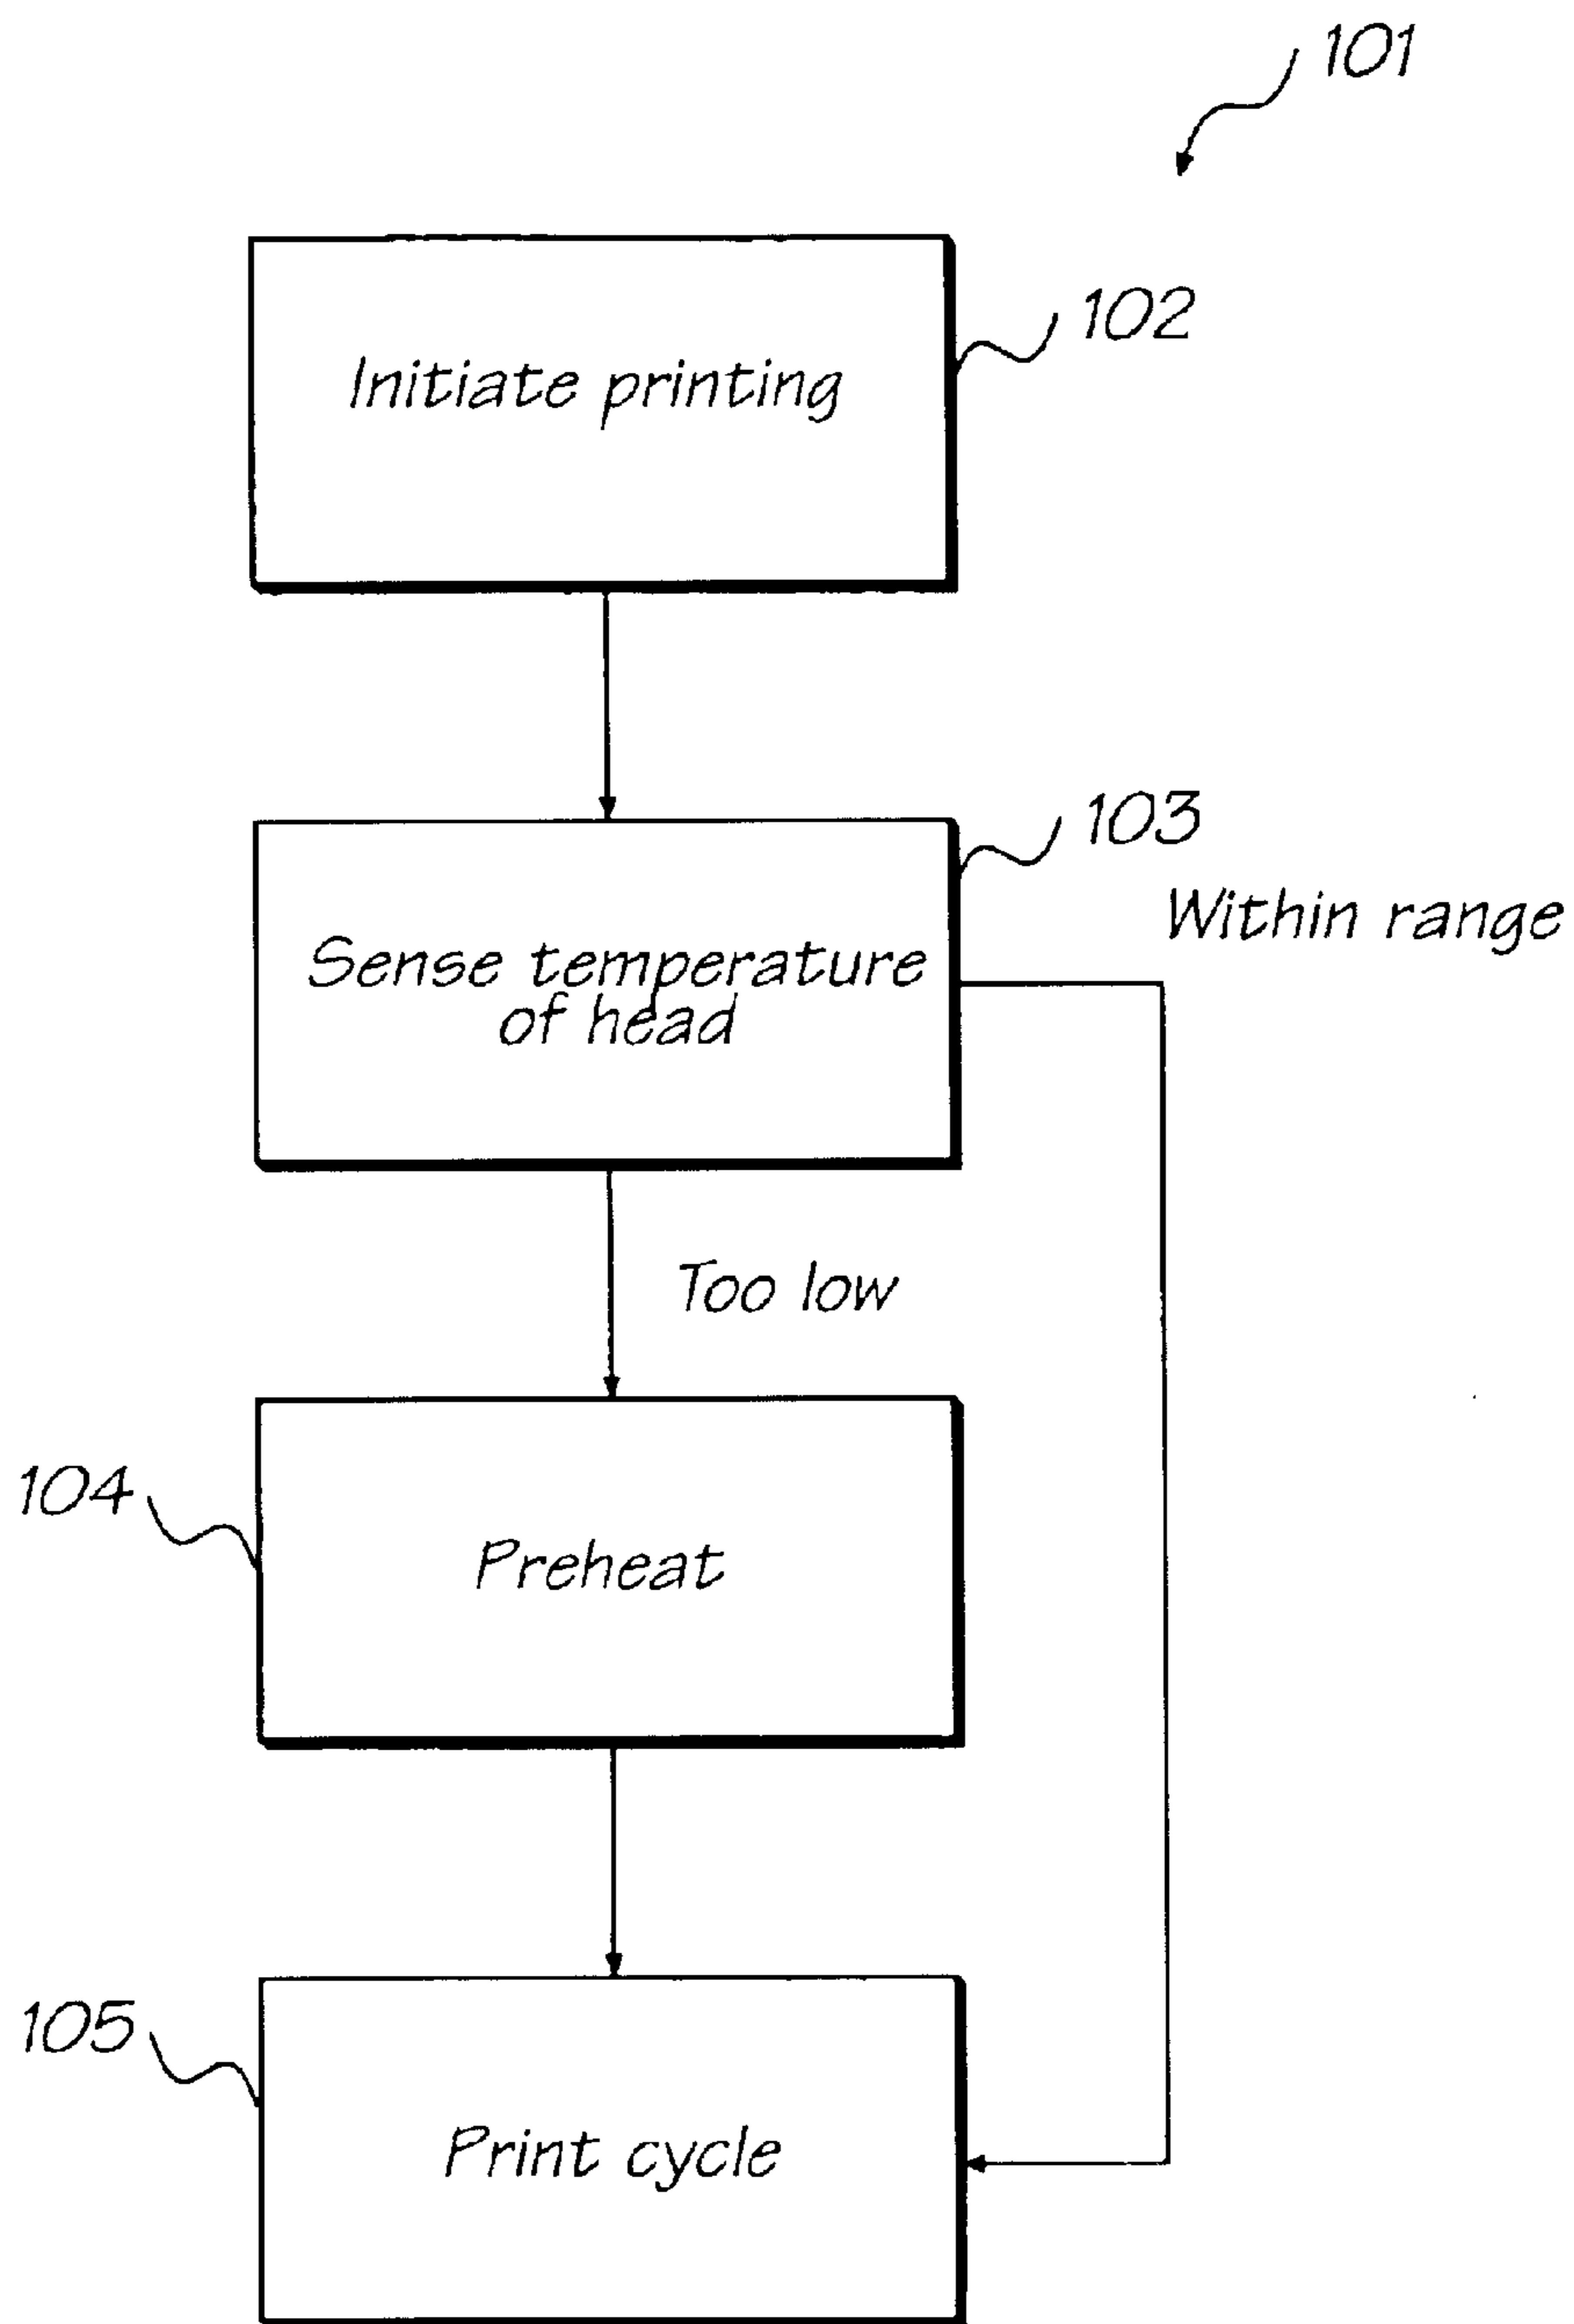 101
Initiate printing
102
103
Within range
Sense temperature
of head
Too low
104
Preheat
105
Print cycle